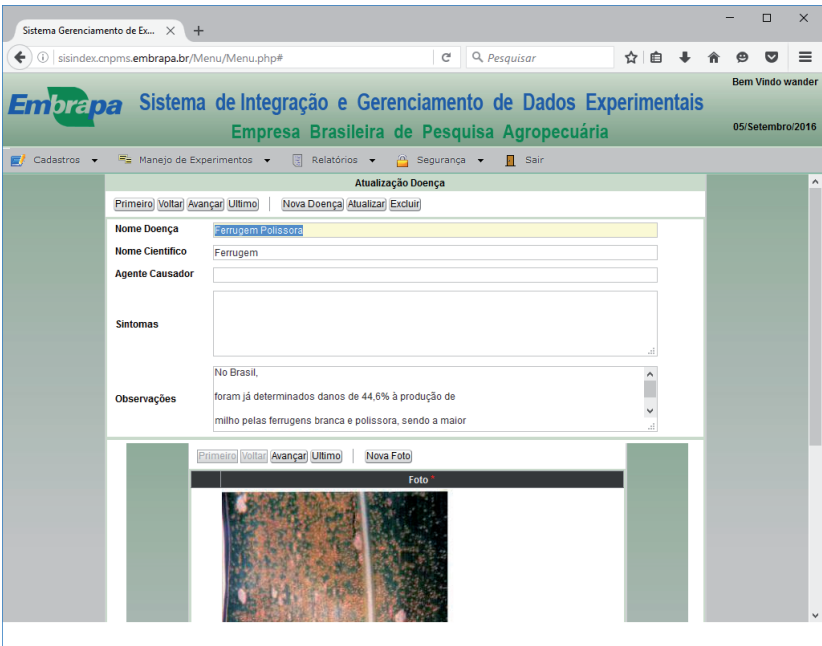 Sistema Gerenciamento de Ex...
sisindex.cnpms.embrapa.br/Menu/Menu.php#
Pesquisar
Bem Vindo wander
Embrapa
Sistema de Integração e Gerenciamento de Dados Experimentais
Empresa Brasileira de Pesquisa Agropecuária
05/Setembro/2016
Cadastros Manejo de Experimentos Relatórios Segurança Sair
Atualização Doença
Primeiro Voltar Avançar Ultimo Nova Doença Atualizar Excluir
Nome Doença Ferrugem Polissora
Nome Cientifico Ferrugem
Agente Causador
Sintomas
Observações
No Brasil,
foram já determinados danos de 44,6% à produção de
milho pelas ferrugens branca e polissora, sendo a maior
Primeiro Voltar Avançar Ultimo Nova Foto
Foto *